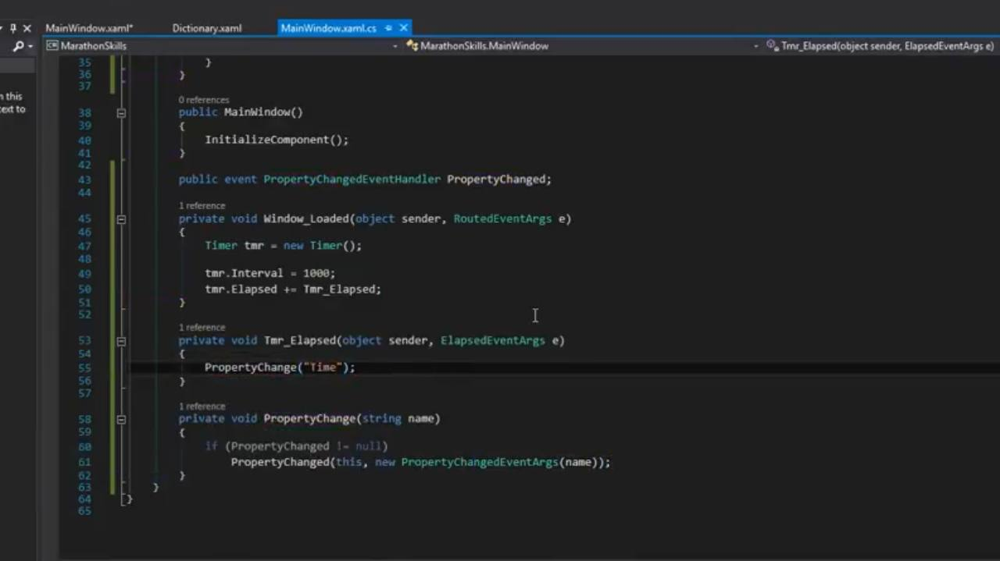 MainWindow.xaml* Dictionary.xaml MainWindow.xaml.cs
MarathonSkills MarathonSkills.MainWindow Tmr_Elapsed(object sender, ElapsedEventArgs e)
n this
text to
35 }
36 }
37
0 references
38 public MainWindow()
39 {
40 InitializeComponent();
41 }
42
43 public event PropertyChangedEventHandler PropertyChanged;
44
1 reference
45 private void Window_Loaded(object sender, RoutedEventArgs e)
46 {
47 Timer tmr = new Timer();
48
49 tmr.Interval = 1000;
50 tmr.Elapsed += Tmr_Elapsed;
51 }
52
1 reference
53 private void Tmr_Elapsed(object sender, ElapsedEventArgs e)
54 {
55 PropertyChange("Time");
56 }
57
1 reference
58 private void PropertyChange(string name)
59 {
60 if (PropertyChanged != null)
61 PropertyChanged(this, new PropertyChangedEventArgs(name));
62 }
63 }
64 }
65